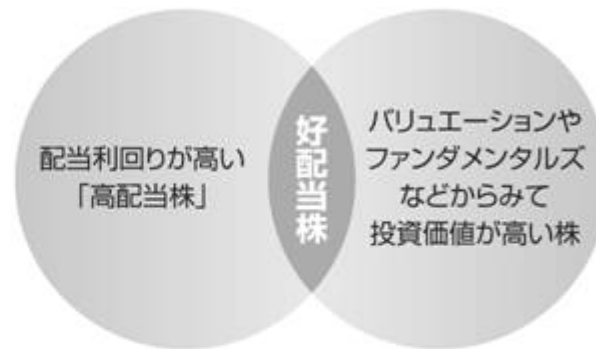 配当利回りが高い
「高配当株」
好配当株
バリュエーションや
ファンダメンタルズ
などからみて
投資価値が高い株